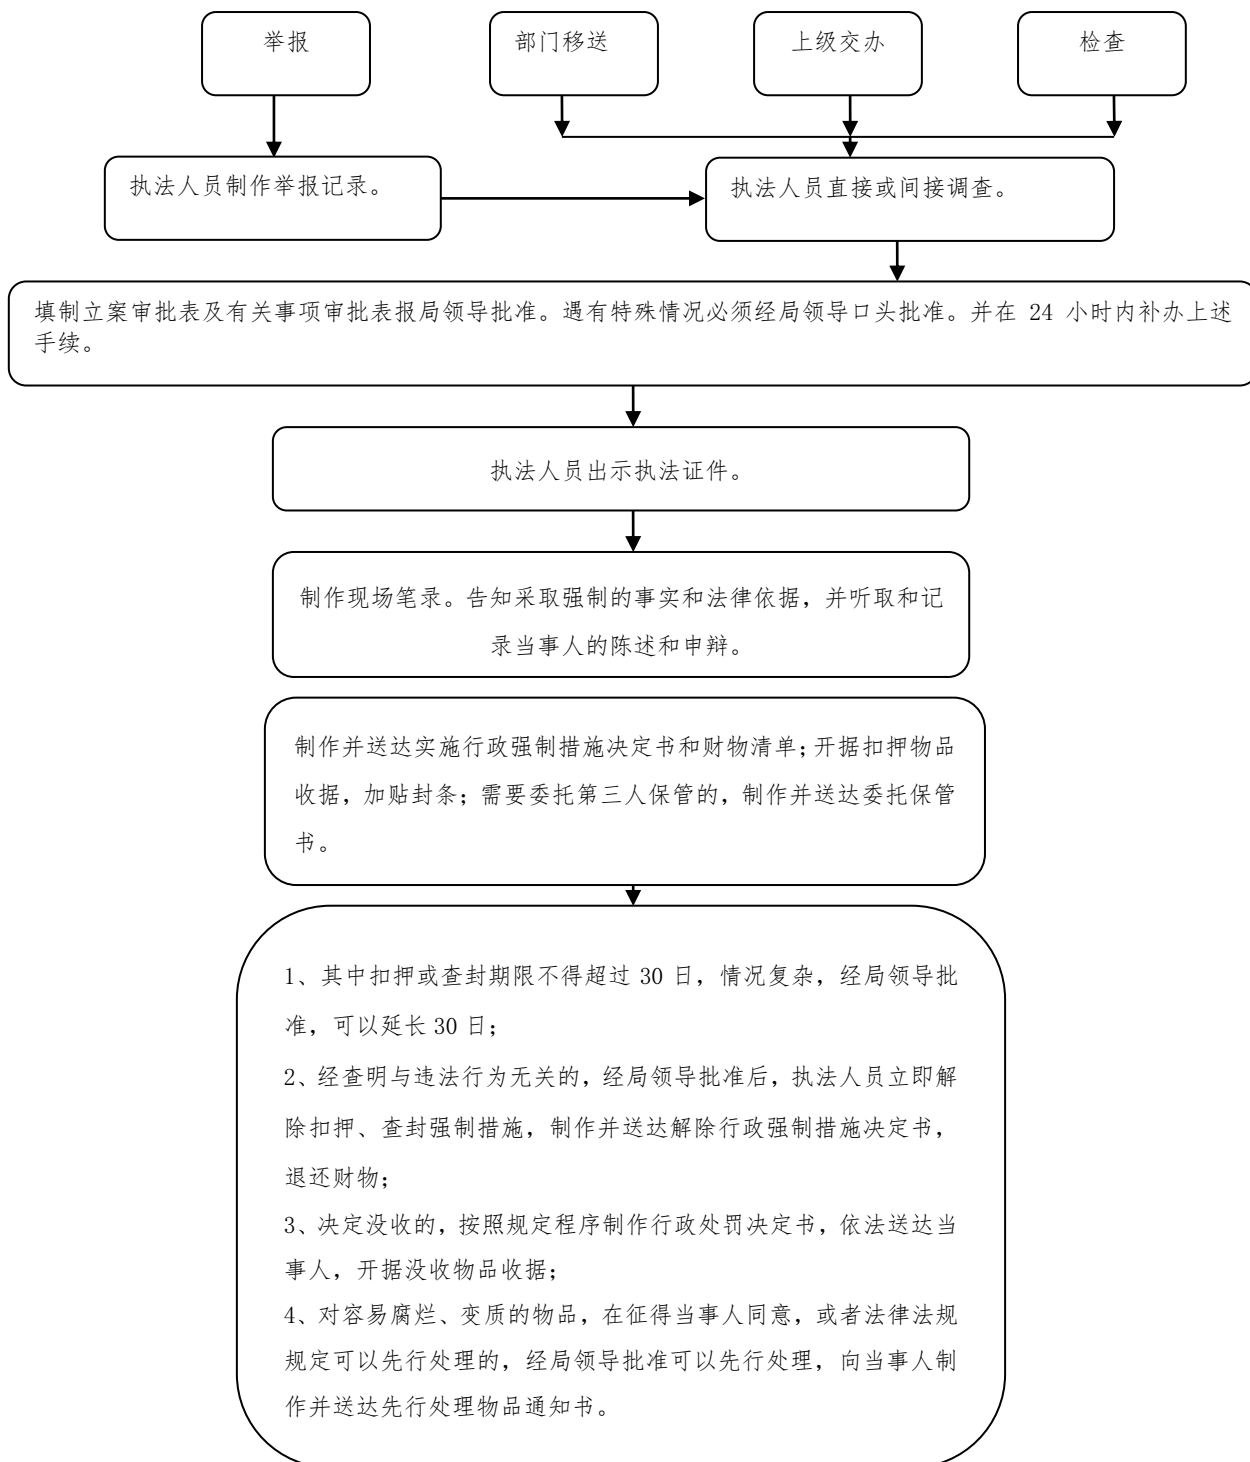 举报
部门移送
上级交办
检查
执法人员制作举报记录。
执法人员直接或间接调查。
填制立案审批表及有关事项审批表报局领导批准。遇有特殊情况必须经局领导口头批准。并在 24 小时内补办上述
手续。
执法人员出示执法证件。
制作现场笔录。告知采取强制的事实和法律依据，并听取和记
录当事人的陈述和申辩。
制作并送达实施行政强制措施决定书和财物清单；开据扣押物品
收据，加贴封条；需要委托第三人保管的，制作并送达委托保管
书。
1、其中扣押或查封期限不得超过 30 日，情况复杂，经局领导批
准，可以延长 30 日；
2、经查明与违法行为无关的，经局领导批准后，执法人员立即解
除扣押、查封强制措施，制作并送达解除行政强制措施决定书，
退还财物；
3、决定没收的，按照规定程序制作行政处罚决定书，依法送达当
事人，开据没收物品收据；
4、对容易腐烂、变质的物品，在征得当事人同意，或者法律法规
规定可以先行处理的，经局领导批准可以先行处理，向当事人制
作并送达先行处理物品通知书。